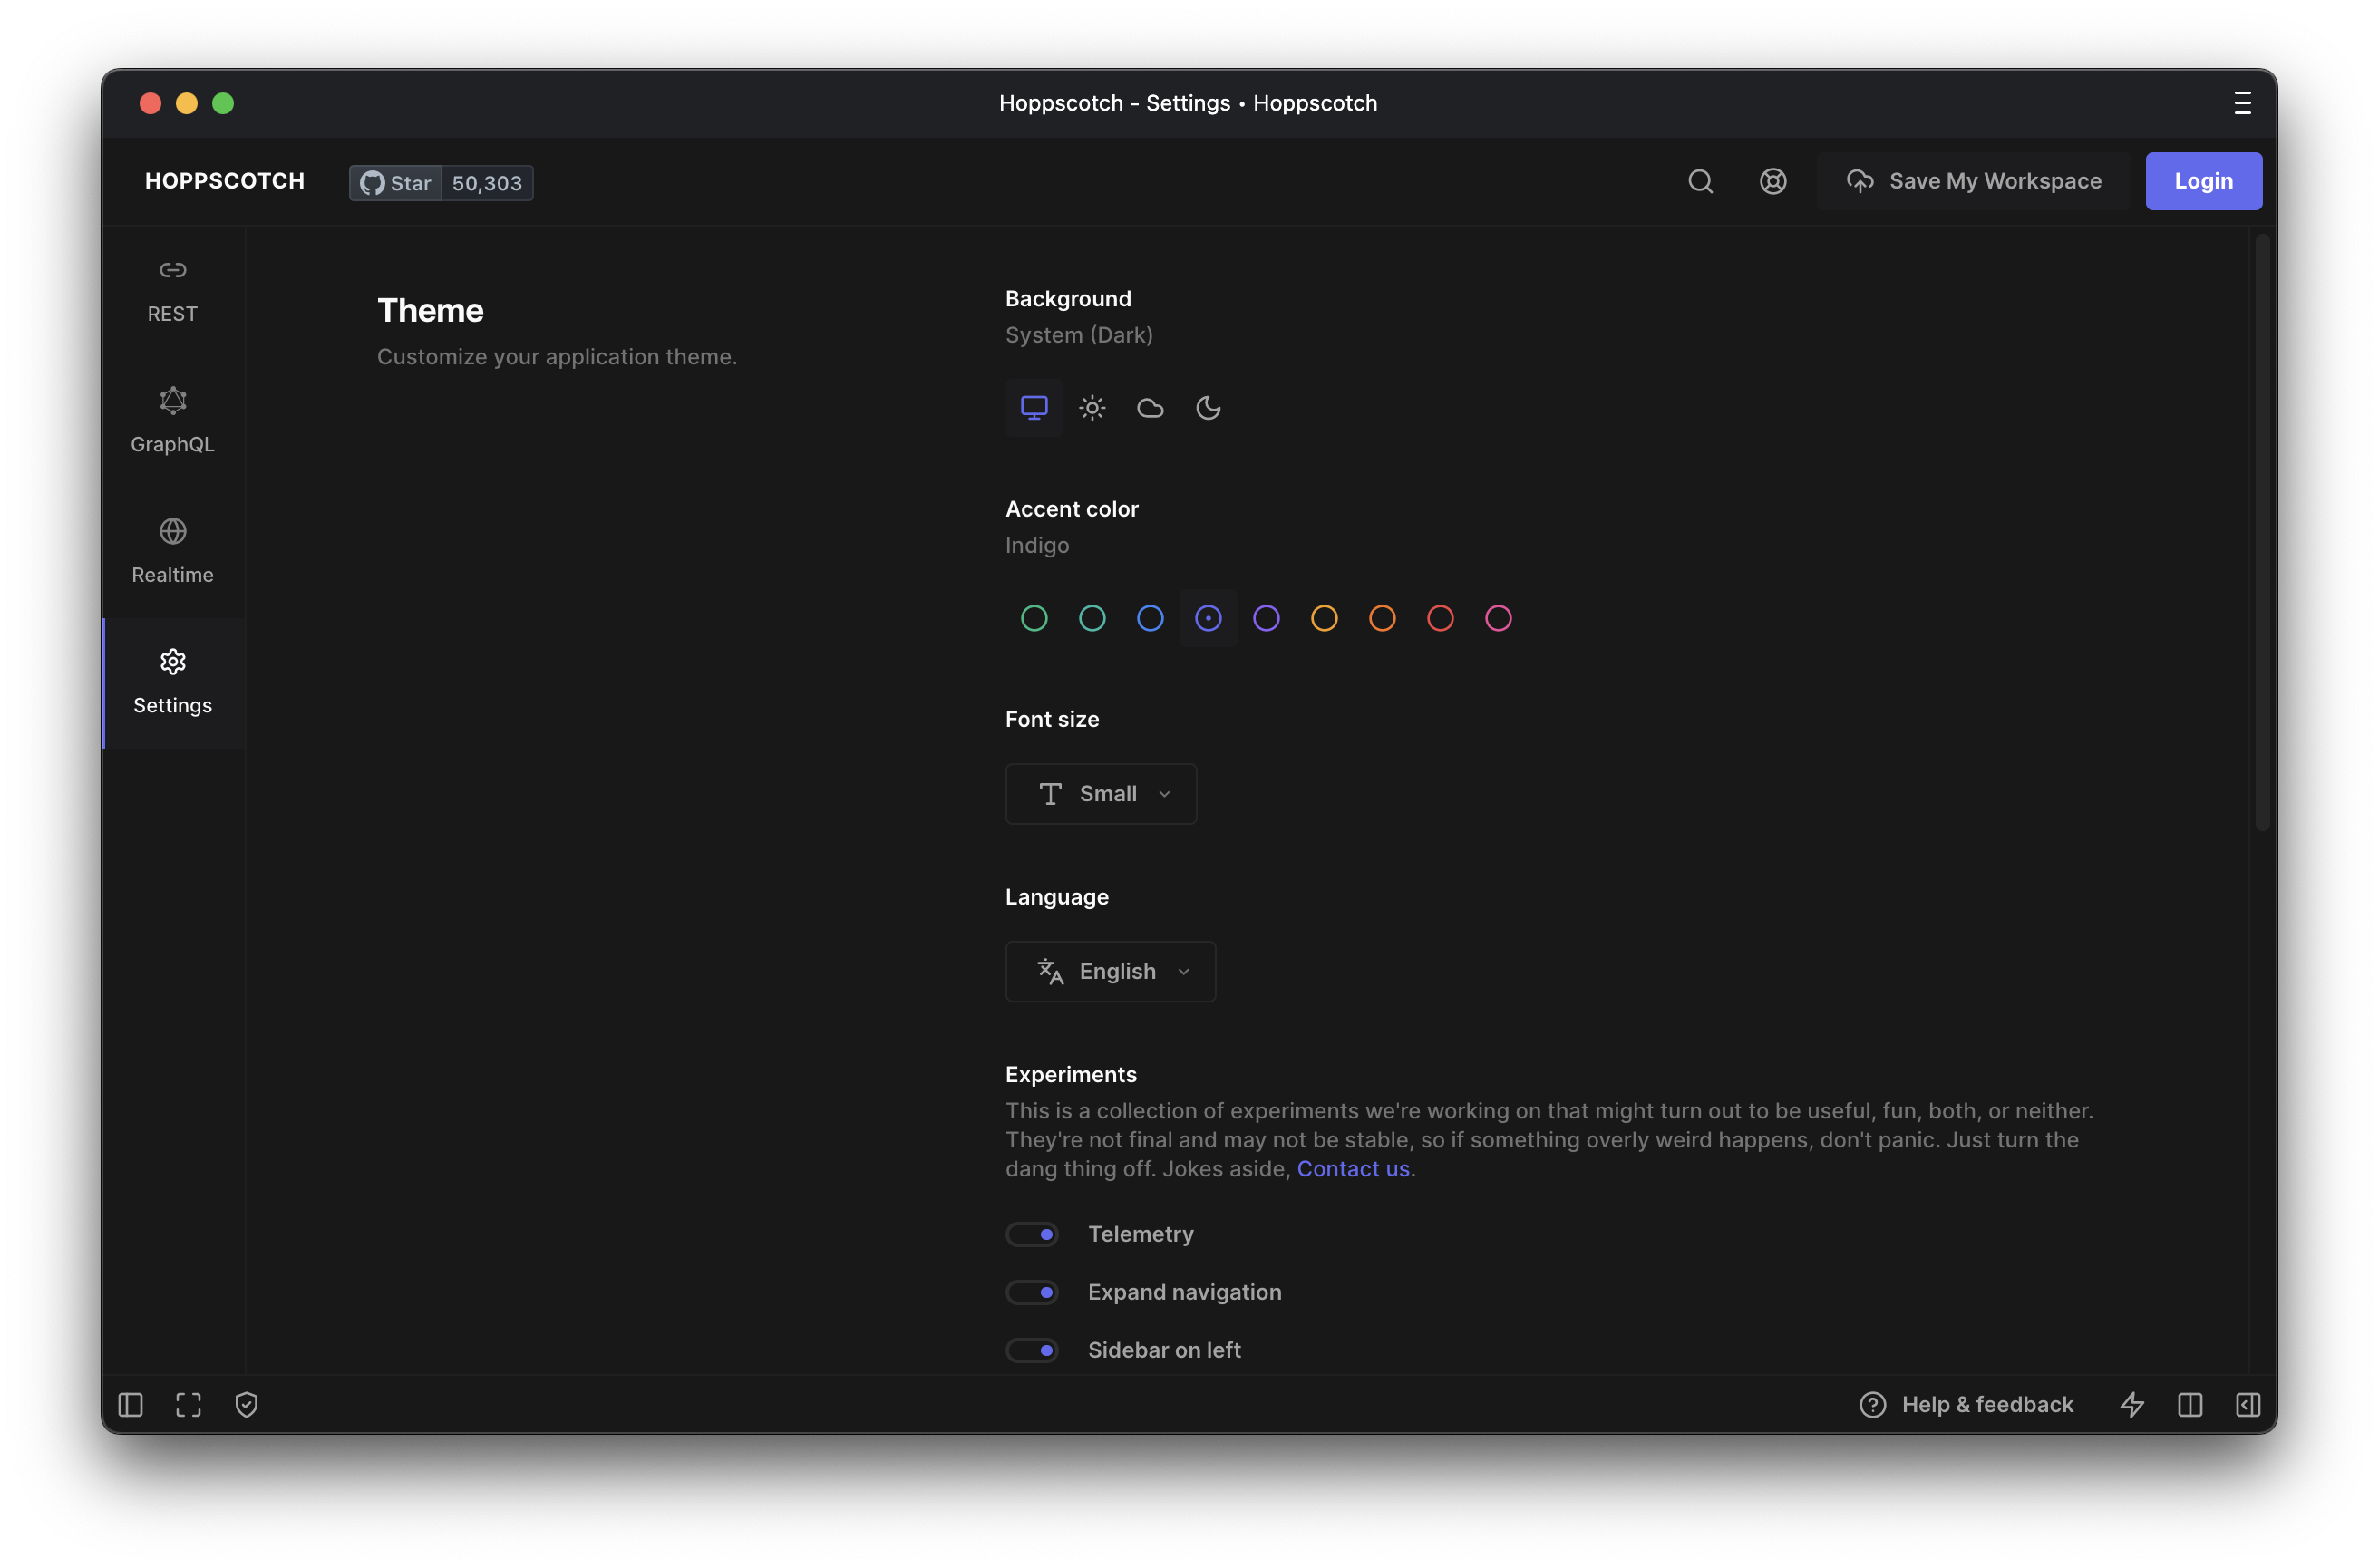 Hoppscotch - Settings • Hoppscotch
HOPPSCOTCH
Star 50,303
Save My Workspace
Login
REST
GraphQL
Realtime
Settings
Theme
Customize your application theme.
Background
System (Dark)
Accent color
Indigo
Font size
Small
Language
English
Experiments
This is a collection of experiments we're working on that might turn out to be useful, fun, both, or neither.
They're not final and may not be stable, so if something overly weird happens, don't panic. Just turn the
dang thing off. Jokes aside, Contact us.
Telemetry
Expand navigation
Sidebar on left
Help & feedback